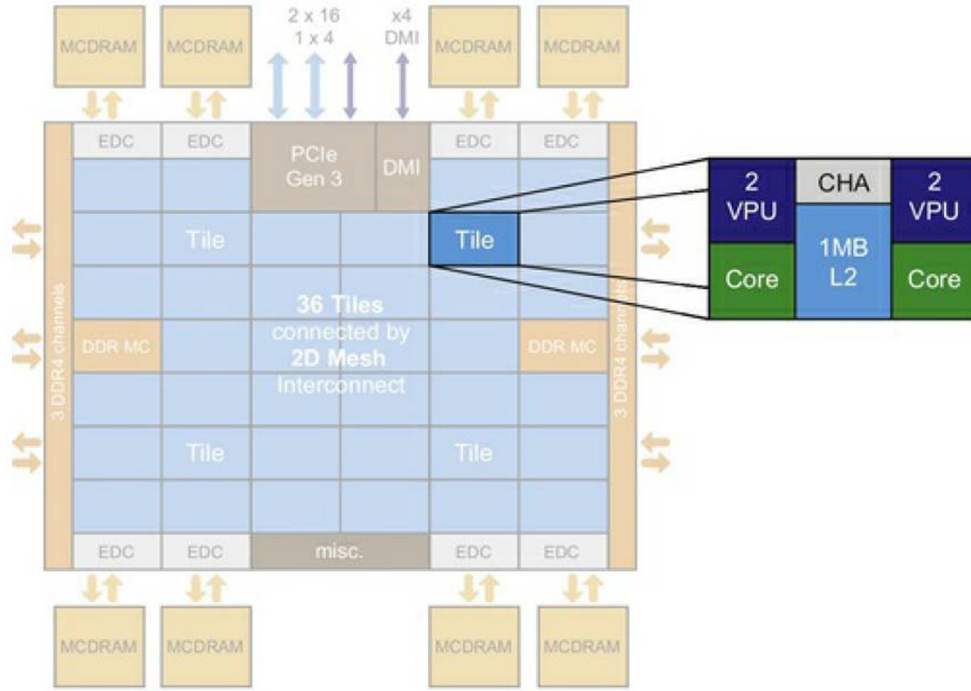 2 x 16
1 x 4
x4
DMI
MCDRAM
MCDRAM
MCDRAM
MCDRAM
EDC
EDC
PCIe
Gen 3
DMI
EDC
EDC
Tile
Tile
36 Tiles
connected by
2D Mesh
Interconnect
DDR MC
DDR MC
3 DDR4 channels
3 DDR4 channels
Tile
Tile
EDC
EDC
misc.
EDC
EDC
MCDRAM
MCDRAM
MCDRAM
MCDRAM
2
VPU
CHA
2
VPU
Core
1MB
L2
Core